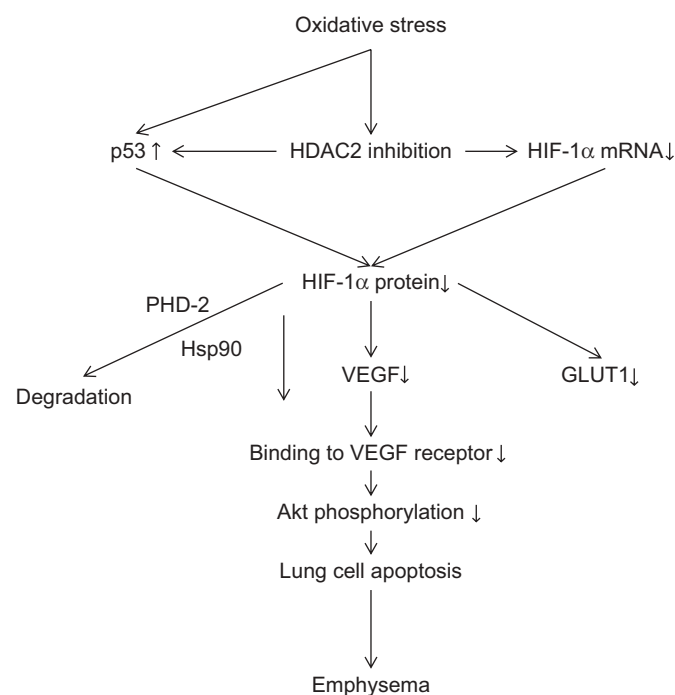 Oxidative stress
p53 ↑
HDAC2 inhibition
HIF-1α mRNA↓
HIF-1α protein↓
PHD-2
Hsp90
Degradation
VEGF↓
GLUT1↓
Binding to VEGF receptor ↓
Akt phosphorylation ↓
Lung cell apoptosis
Emphysema